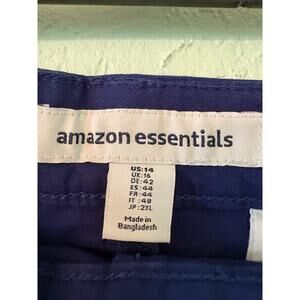 amazon essentials
US:14
UK:16
DE:42
ES:44
FR:44
IT:48
JP:2XL
Made in
Bangladesh